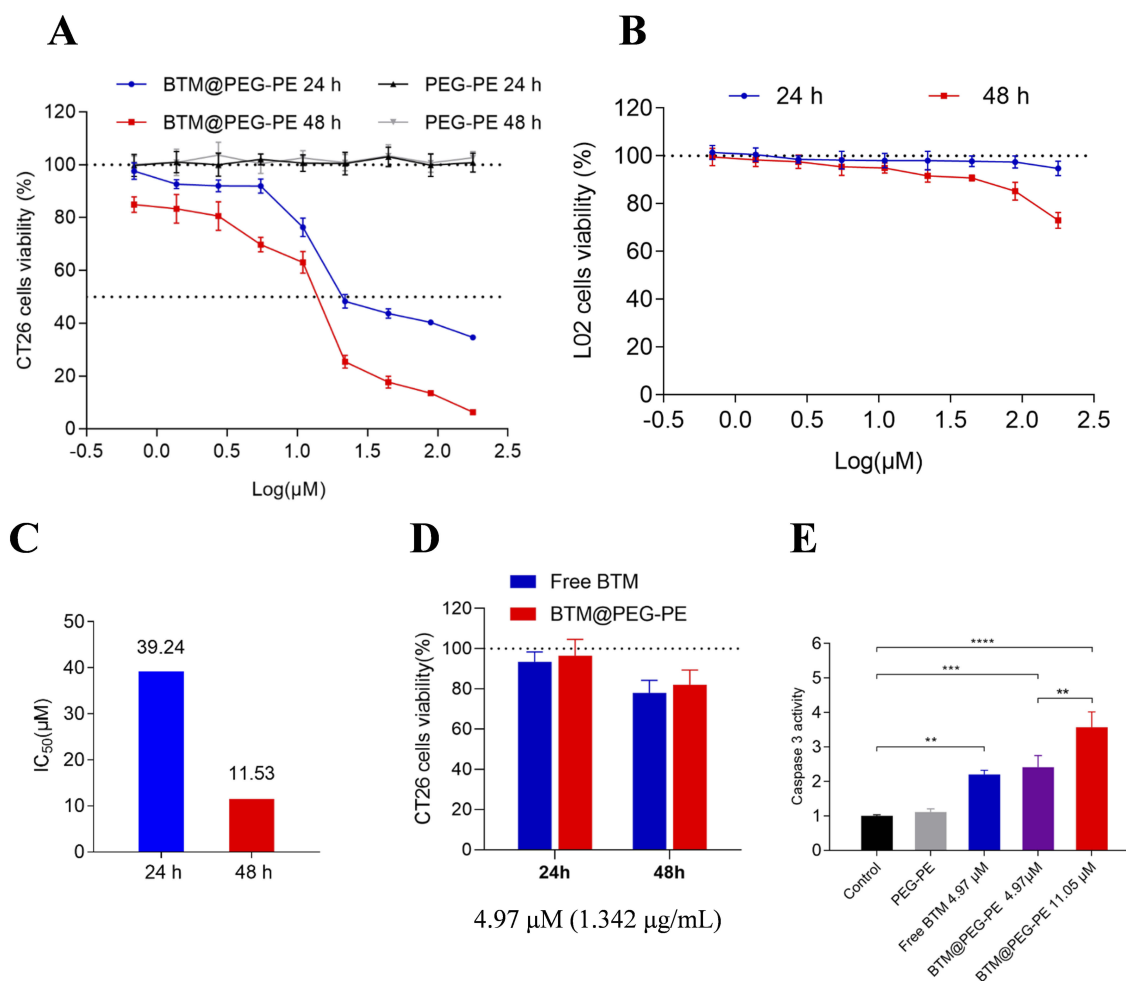 A
BTM@PEG-PE 24 h
PEG-PE 24 h
BTM@PEG-PE 48 h
PEG-PE 48 h
CT26 cells viability (%)
120
100
80
60
40
20
0
-0.5 0.0 0.5 1.0 1.5 2.0 2.5
Log(μM)
B
24 h
48 h
L02 cells viability (%)
120
100
80
60
40
20
0
-0.5 0.0 0.5 1.0 1.5 2.0 2.5
Log(μM)
C
IC50(μM)
50
40
30
20
10
0
39.24
11.53
24 h 48 h
D
Free BTM
BTM@PEG-PE
CT26 cells viability(%)
120
100
80
60
40
20
0
24h 48h
4.97 μM (1.342 μg/mL)
E
Caspase 3 activity
6
5
4
3
2
1
0
****
***
**
**
Control
PEG-PE
Free BTM 4.97 μM
BTM@PEG-PE 4.97μM
BTM@PEG-PE 11.05 μM